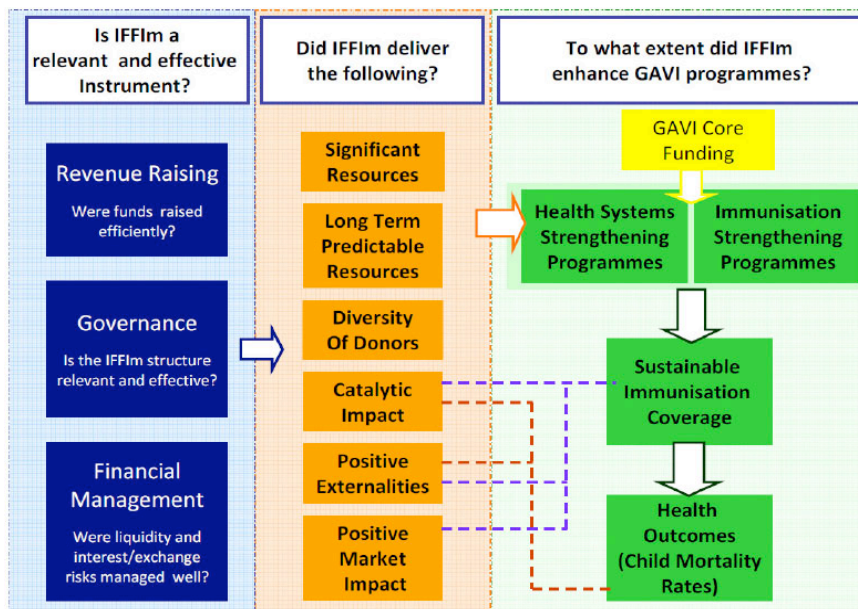 Is IFFIm a
relevant and effective
Instrument?
Revenue Raising
Were funds raised
efficiently?
Governance
Is the IFFIm structure
relevant and effective?
Financial
Management
Were liquidity and
interest/exchange
risks managed well?
Did IFFIm deliver
the following?
Significant
Resources
Long Term
Predictable
Resources
Diversity
Of Donors
Catalytic
Impact
Positive
Externalities
Positive
Market
Impact
To what extent did IFFIm
enhance GAVI programmes?
GAVI Core
Funding
Health Systems
Strengthening
Programmes
Immunisation
Strengthening
Programmes
Sustainable
Immunisation
Coverage
Health
Outcomes
(Child Mortality
Rates)